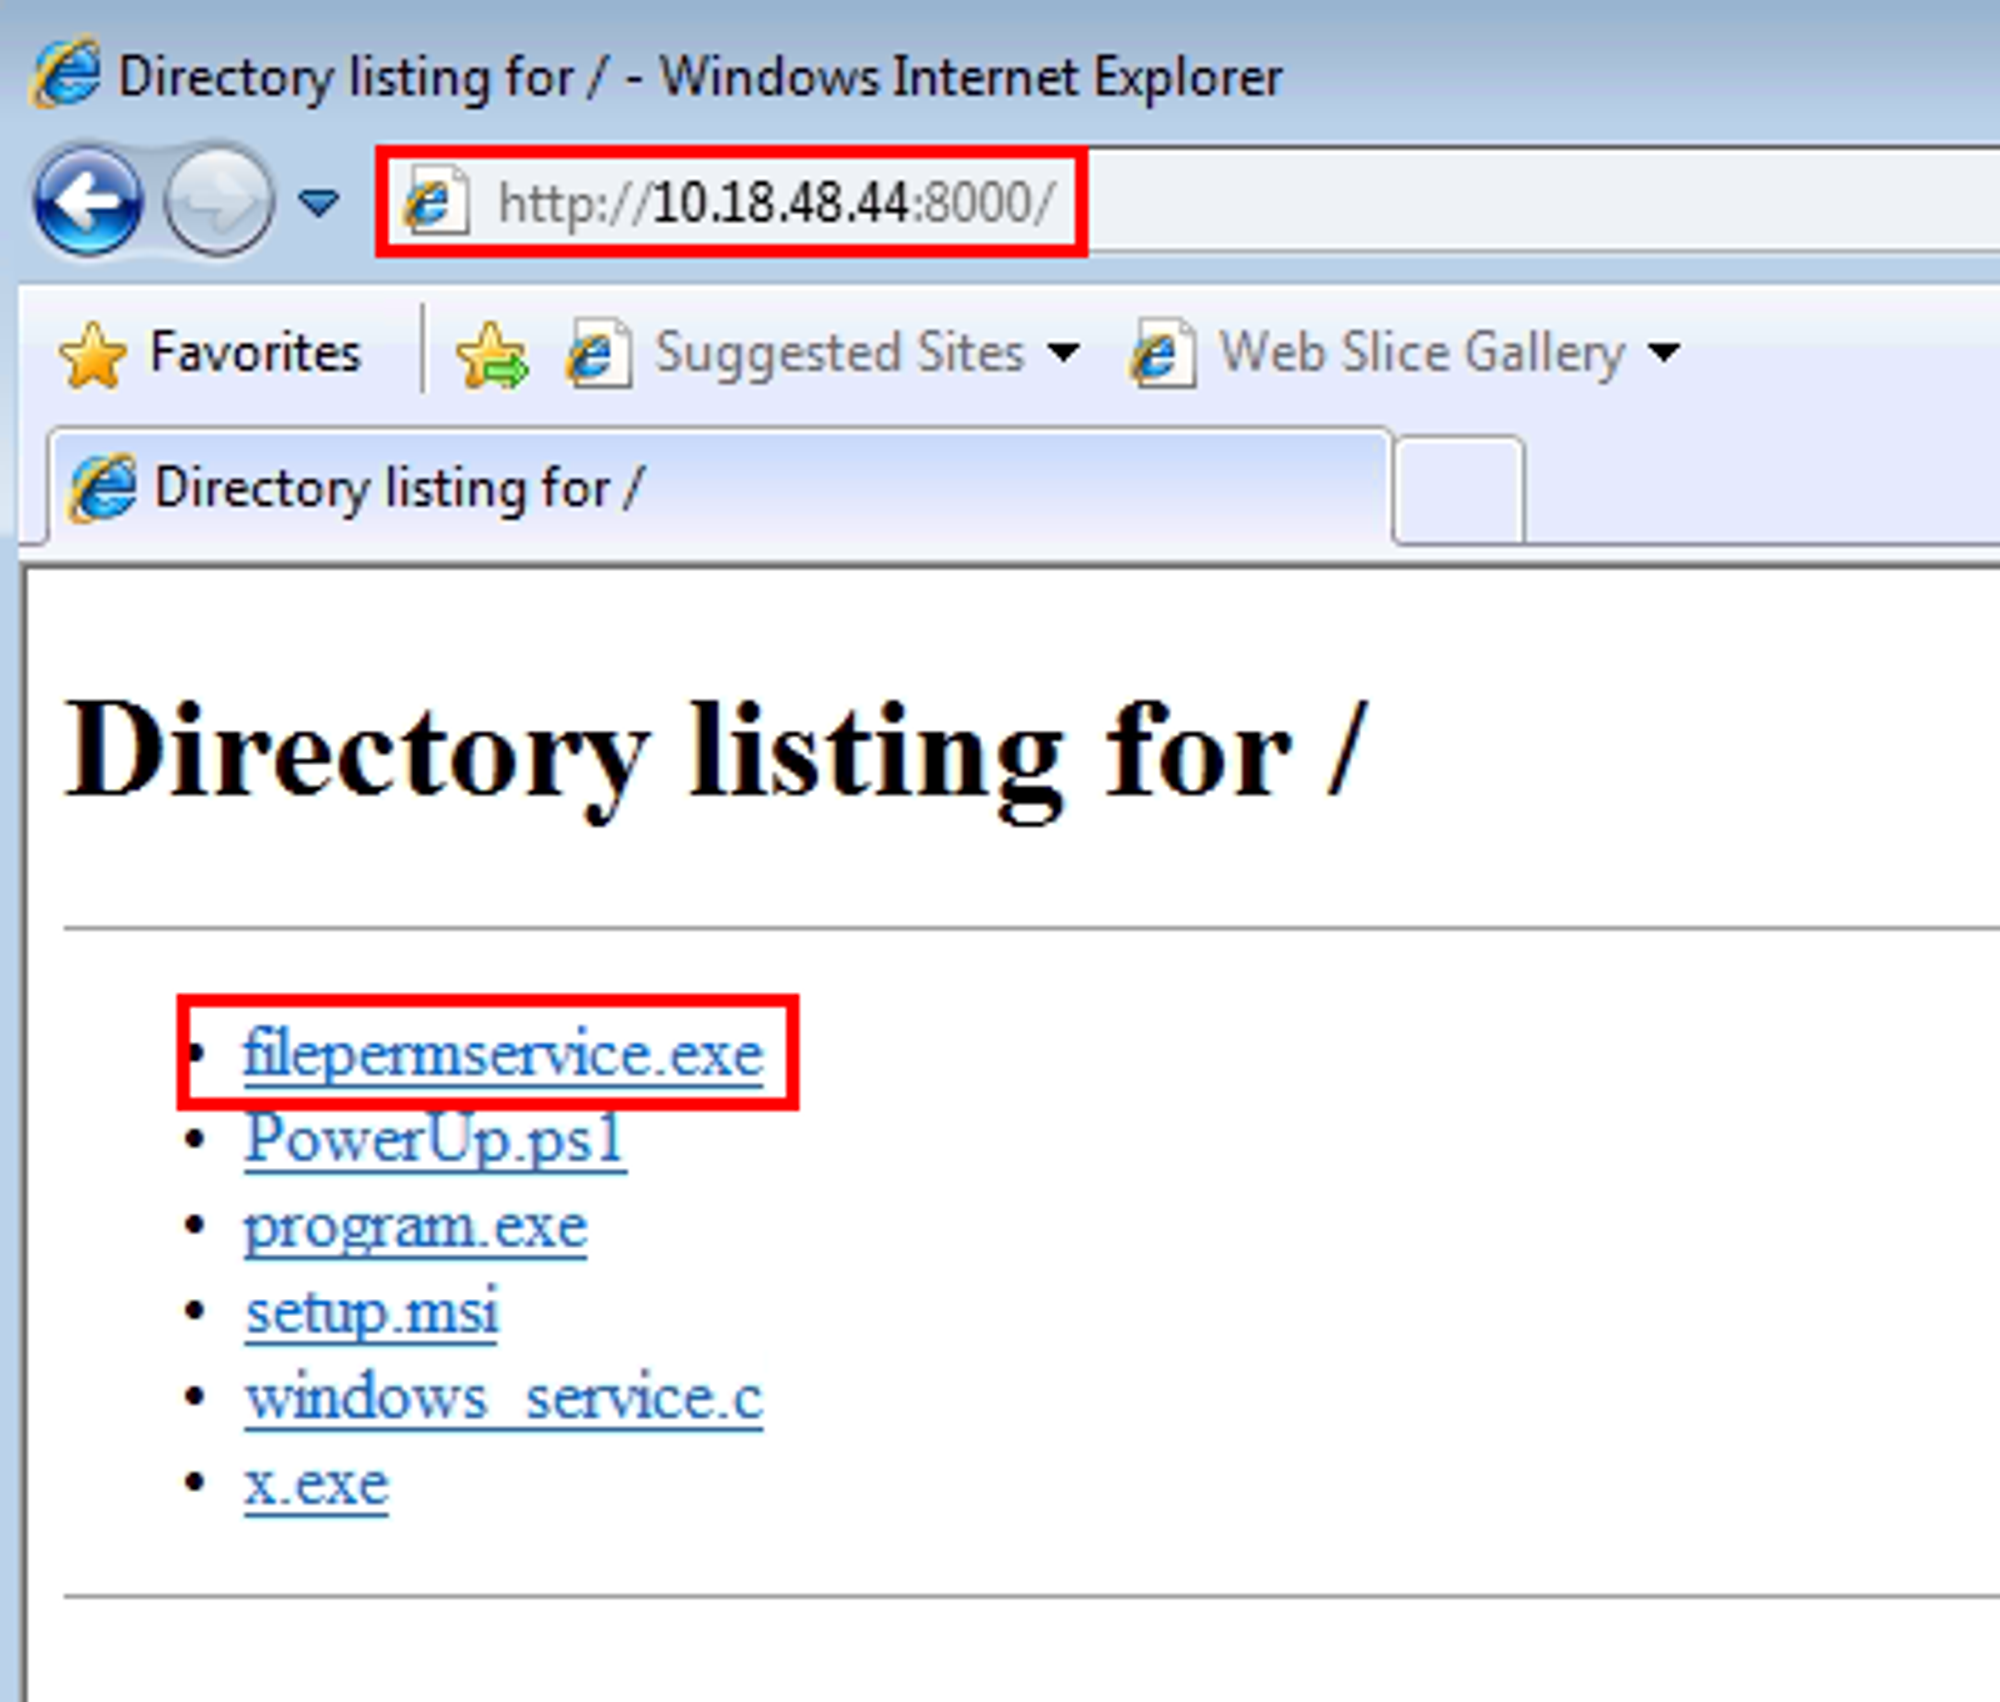 Directory listing for / - Windows Internet Explorer
http://10.18.48.44:8000/
Favorites Suggested Sites Web Slice Gallery
Directory listing for /
Directory listing for /
• filepermservice.exe
• PowerUp.ps1
• program.exe
• setup.msi
• windows_service.c
• x.exe